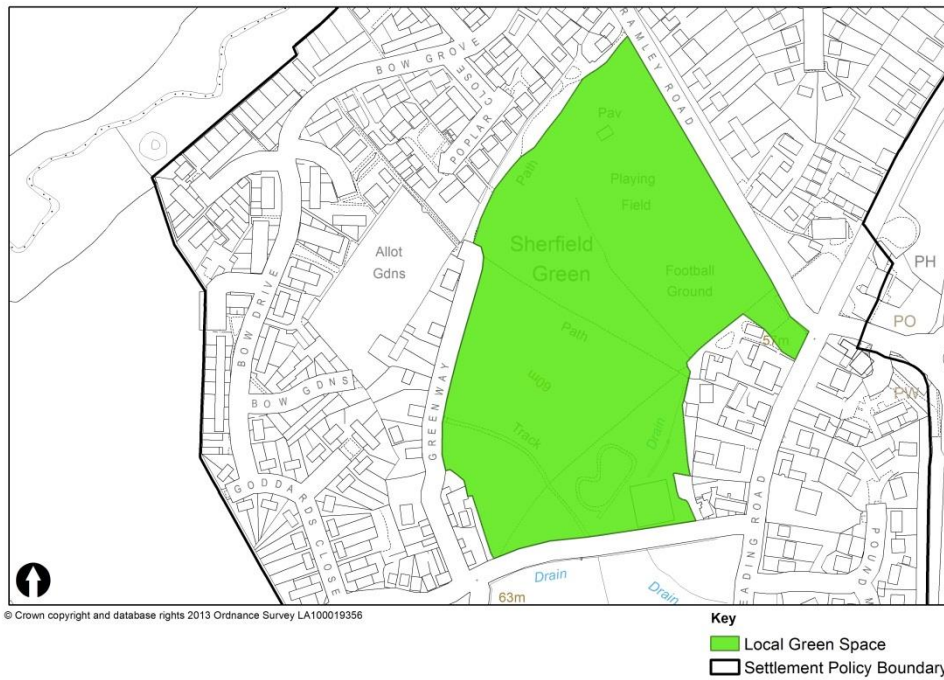 BOW GROVE
POPLAR CLOSE
RAMLEY ROAD
Pav
Path
Playing
Field
Sherfield
Green
Allot
Gdns
Football
Ground
PH
PO
57m
BOW DRIVE
Path
60m
PW
BOW GDNS
GREENWAY
Track
Drain
GODDARDS CLOSE
EADING ROAD
POUND M
Drain
Drain
63m
© Crown copyright and database rights 2013 Ordnance Survey LA100019356
Key
Local Green Space
Settlement Policy Boundary